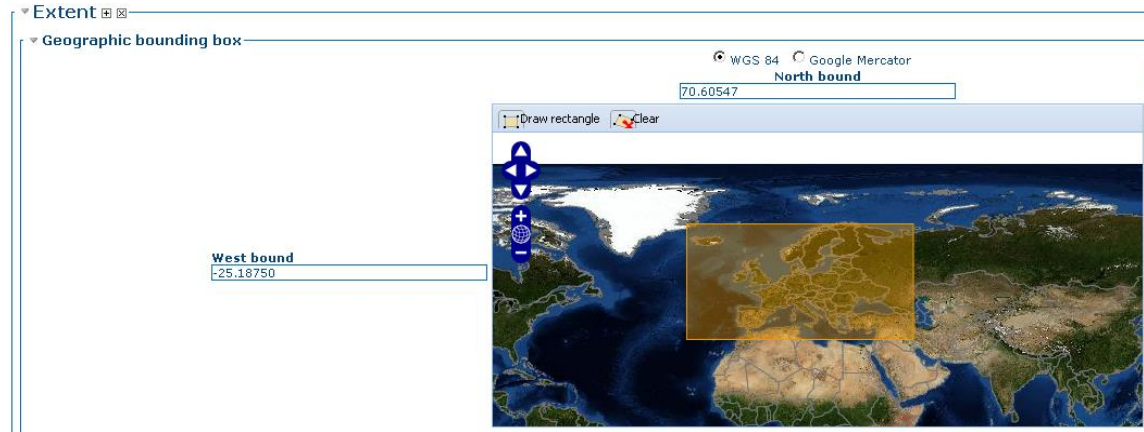 Extent
Geographic bounding box
WGS 84 Google Mercator
North bound
70.60547
Draw rectangle Clear
West bound
-25.18750